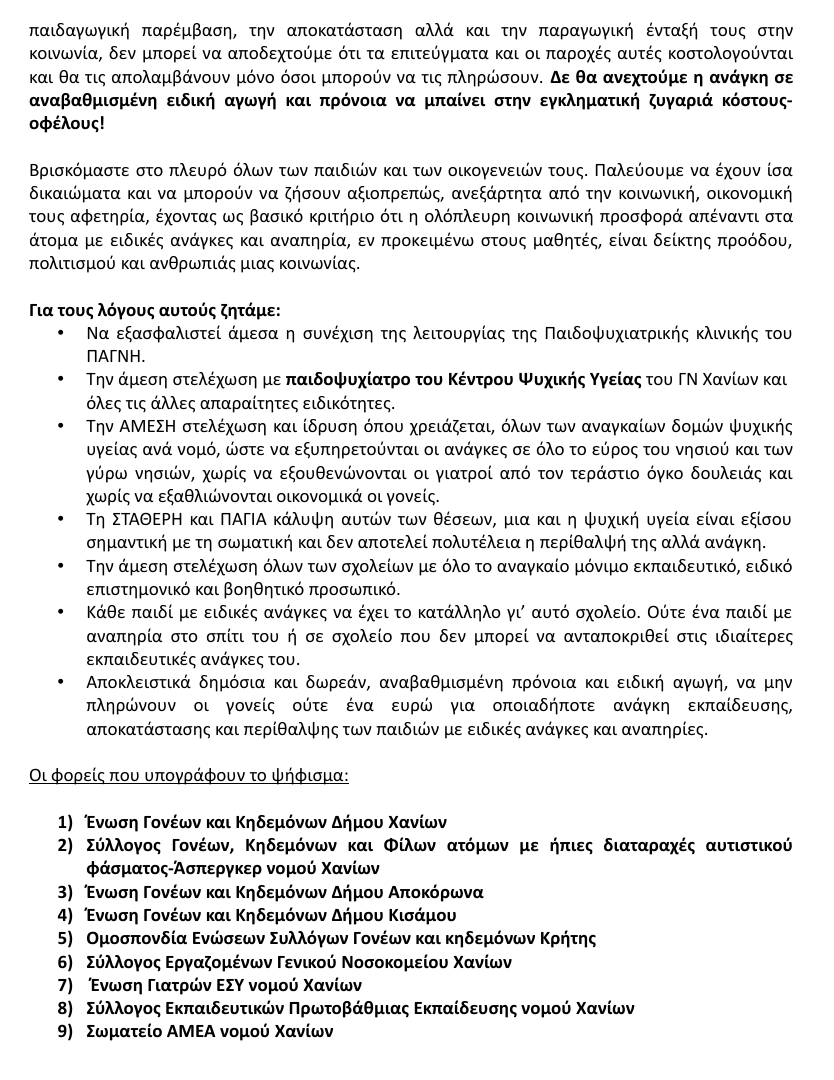 παιδαγωγική παρέμβαση, την αποκατάσταση αλλά και την παραγωγική ένταξή τους στην
κοινωνία, δεν μπορεί να αποδεχτούμε ότι τα επιτεύγματα και οι παροχές αυτές κοστολογούνται
και θα τις απολαμβάνουν μόνο όσοι μπορούν να τις πληρώσουν. Δε θα ανεχτούμε η ανάγκη σε
αναβαθμισμένη ειδική αγωγή και πρόνοια να μπαίνει στην εγκληματική ζυγαριά κόστους-
οφέλους!
Βρισκόμαστε στο πλευρό όλων των παιδιών και των οικογενειών τους. Παλεύουμε να έχουν ίσα
δικαιώματα και να μπορούν να ζήσουν αξιοπρεπώς, ανεξάρτητα από την κοινωνική, οικονομική
τους αφετηρία, έχοντας ως βασικό κριτήριο ότι η ολόπλευρη κοινωνική προσφορά απέναντι στα
άτομα με ειδικές ανάγκες και αναπηρία, εν προκειμένω στους μαθητές, είναι δείκτης προόδου,
πολιτισμού και ανθρωπιάς μιας κοινωνίας.
Για τους λόγους αυτούς ζητάμε:
• Να εξασφαλιστεί άμεσα η συνέχιση της λειτουργίας της Παιδοψυχιατρικής κλινικής του
ΠΑΓΝΗ.
• Την άμεση στελέχωση με παιδοψυχίατρο του Κέντρου Ψυχικής Υγείας του ΓΝ Χανίων και
όλες τις άλλες απαραίτητες ειδικότητες.
• Την ΑΜΕΣΗ στελέχωση και ίδρυση όπου χρειάζεται, όλων των αναγκαίων δομών ψυχικής
υγείας ανά νομό, ώστε να εξυπηρετούνται οι ανάγκες σε όλο το εύρος του νησιού και των
γύρω νησιών, χωρίς να εξουθενώνονται οι γιατροί από τον τεράστιο όγκο δουλειάς και
χωρίς να εξαθλιώνονται οικονομικά οι γονείς.
• Τη ΣΤΑΘΕΡΗ και ΠΑΓΙΑ κάλυψη αυτών των θέσεων, μια και η ψυχική υγεία είναι εξίσου
σημαντική με τη σωματική και δεν αποτελεί πολυτέλεια η περίθαλψή της αλλά ανάγκη.
• Την άμεση στελέχωση όλων των σχολείων με όλο το αναγκαίο μόνιμο εκπαιδευτικό, ειδικό
επιστημονικό και βοηθητικό προσωπικό.
• Κάθε παιδί με ειδικές ανάγκες να έχει το κατάλληλο γι’ αυτό σχολείο. Ούτε ένα παιδί με
αναπηρία στο σπίτι του ή σε σχολείο που δεν μπορεί να ανταποκριθεί στις ιδιαίτερες
εκπαιδευτικές ανάγκες του.
• Αποκλειστικά δημόσια και δωρεάν, αναβαθμισμένη πρόνοια και ειδική αγωγή, να μην
πληρώνουν οι γονείς ούτε ένα ευρώ για οποιαδήποτε ανάγκη εκπαίδευσης,
αποκατάστασης και περίθαλψης των παιδιών με ειδικές ανάγκες και αναπηρίες.
Οι φορείς που υπογράφουν το ψήφισμα:
1) Ένωση Γονέων και Κηδεμόνων Δήμου Χανίων
2) Σύλλογος Γονέων, Κηδεμόνων και Φίλων ατόμων με ήπιες διαταραχές αυτιστικού
φάσματος-Άσπεργκερ νομού Χανίων
3) Ένωση Γονέων και Κηδεμόνων Δήμου Αποκόρωνα
4) Ένωση Γονέων και Κηδεμόνων Δήμου Κισάμου
5) Ομοσπονδία Ενώσεων Συλλόγων Γονέων και κηδεμόνων Κρήτης
6) Σύλλογος Εργαζομένων Γενικού Νοσοκομείου Χανίων
7) Ένωση Γιατρών ΕΣΥ νομού Χανίων
8) Σύλλογος Εκπαιδευτικών Πρωτοβάθμιας Εκπαίδευσης νομού Χανίων
9) Σωματείο ΑΜΕΑ νομού Χανίων